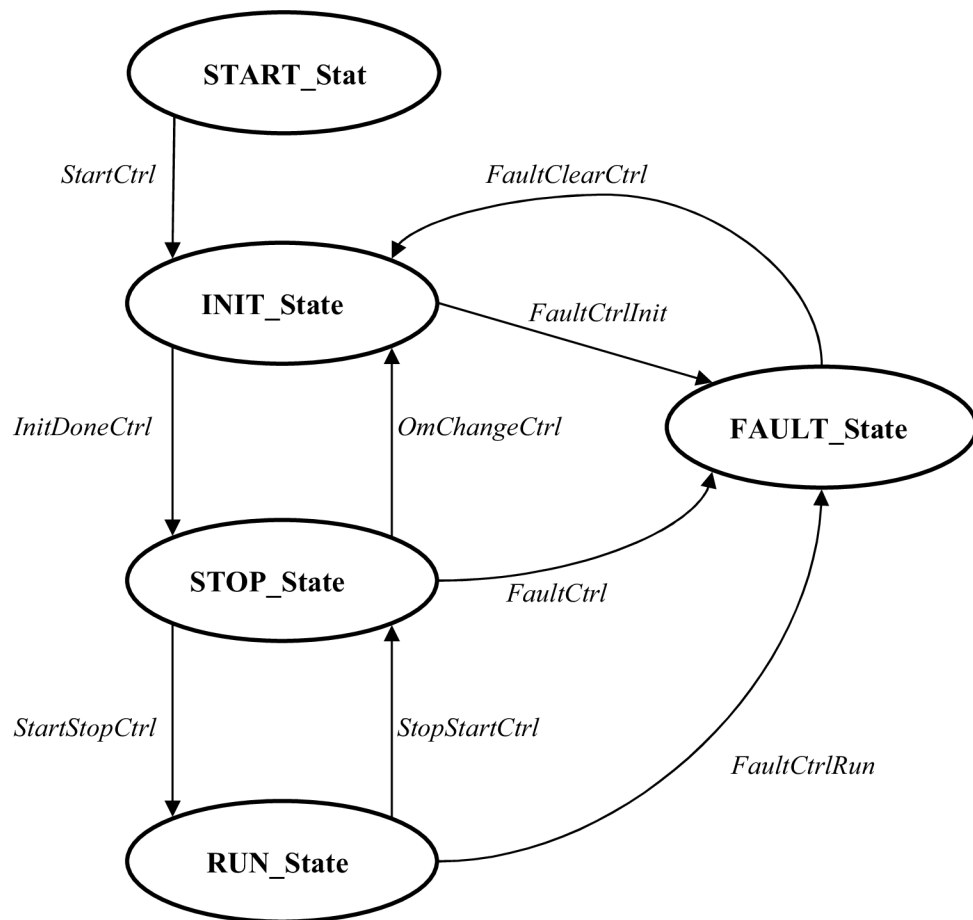 START_Stat
StartCtrl
FaultClearCtrl
INIT_State
FaultCtrlInit
InitDoneCtrl
OmChangeCtrl
FAULT_State
STOP_State
FaultCtrl
StartStopCtrl
StopStartCtrl
FaultCtrlRun
RUN_State